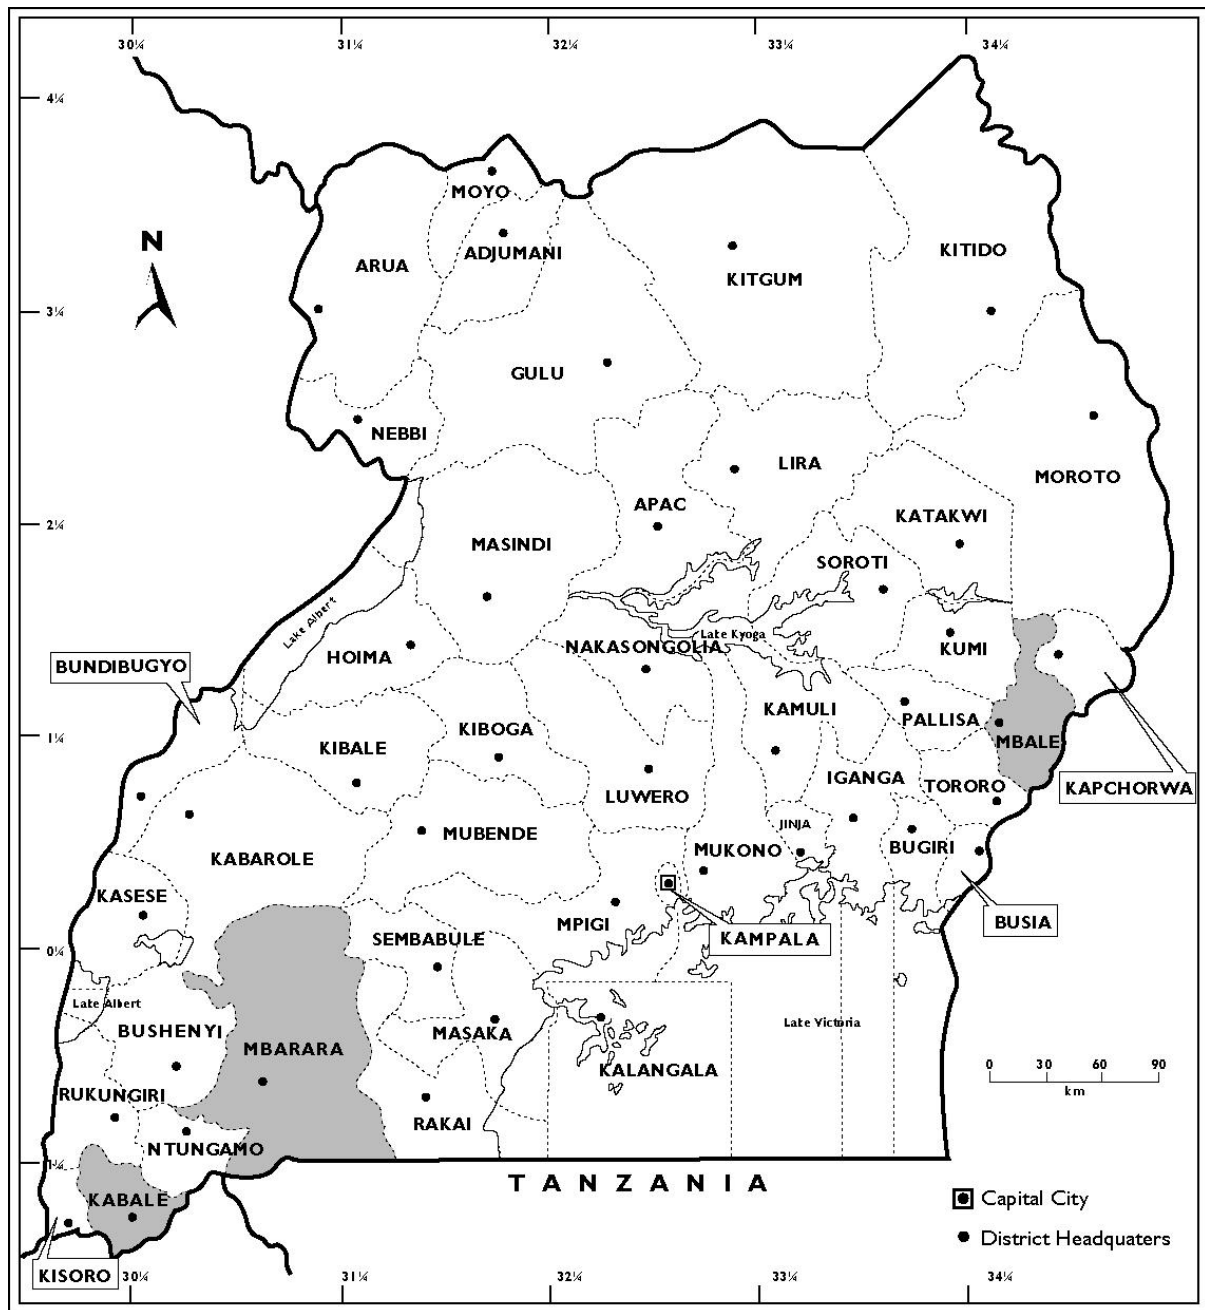 30¼ 31¼ 32¼ 33¼ 34¼
4¼
MOYO
N
ADJUMANI
KITIDO
ARUA
KITGUM
3¼
GULU
NEBBI
LIRA
MOROTO
APAC
KATAKWI
2¼
MASINDI
SOROTI
Lake Albert
Lake Kyoga
NAKASONGOLIA
KUMI
HOIMA
BUNDIBUGYO
KAMULI
PALLISA
KIBOGA
1¼
MBALE
KIBALE
IGANGA
TORORO
KAPCHORWA
LUWERO
JINJA
MUBENDE
BUGIRI
MUKONO
KABAROLE
KASESE
BUSIA
MPIGI
SEMBABULE
KAMPALA
0¼
Lake Albert
Lake Victoria
BUSHENYI
MASAKA
MBARARA
KALANGALA
0 30 60 90
km
RUKUNGIRI
RAKAI
NTUNGAMO
1¼
TANZANIA
KABALE
Capital City
District Headquaters
KISORO
30¼ 31¼ 32¼ 33¼ 34¼